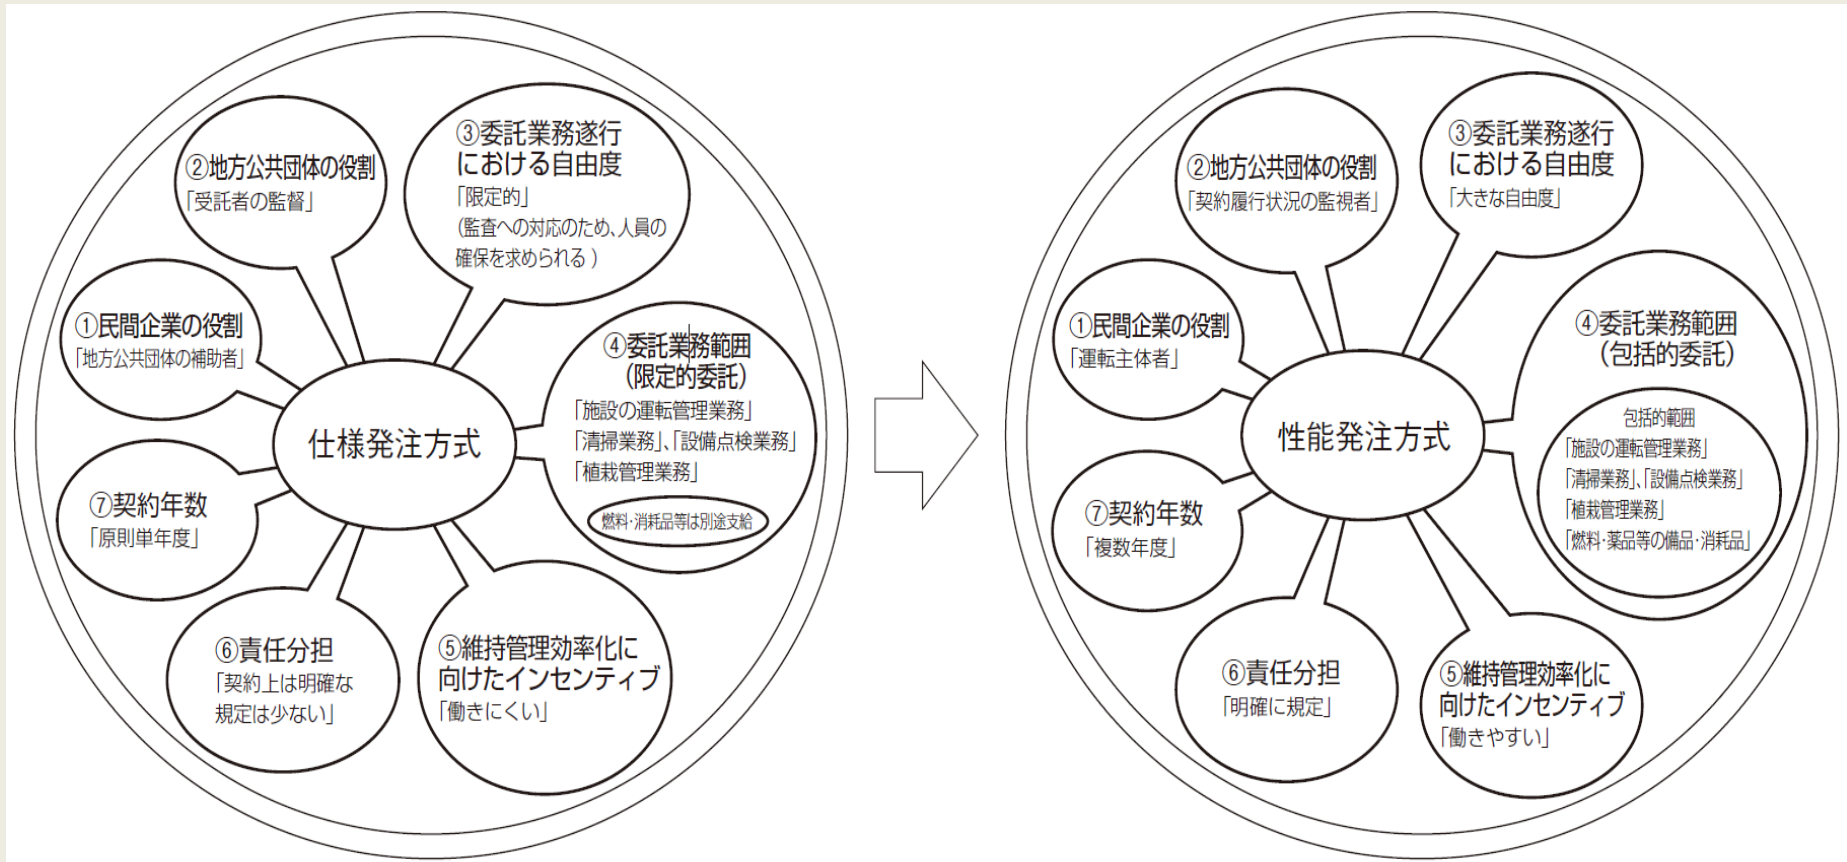 ②地方公共団体の役割
「受託者の監督」
③委託業務遂行
における自由度
「限定的」
(監査への対応のため、人員の
確保を求められる )
①民間企業の役割
「地方公共団体の補助者」
④委託業務範囲
(限定的委託)
「施設の運転管理業務」
「清掃業務」、「設備点検業務」
「植栽管理業務」
燃料・消耗品等は別途支給
仕様発注方式
⑦契約年数
「原則単年度」
⑥責任分担
「契約上は明確な
規定は少ない」
⑤維持管理効率化に
向けたインセンティブ
「働きにくい」
②地方公共団体の役割
「契約履行状況の監視者」
③委託業務遂行
における自由度
「大きな自由度」
①民間企業の役割
「運転主体者」
④委託業務範囲
(包括的委託)
包括的範囲
「施設の運転管理業務」
「清掃業務」、「設備点検業務」
「植栽管理業務」
「燃料・薬品等の備品・消耗品」
性能発注方式
⑦契約年数
「複数年度」
⑥責任分担
「明確に規定」
⑤維持管理効率化に
向けたインセンティブ
「働きやすい」